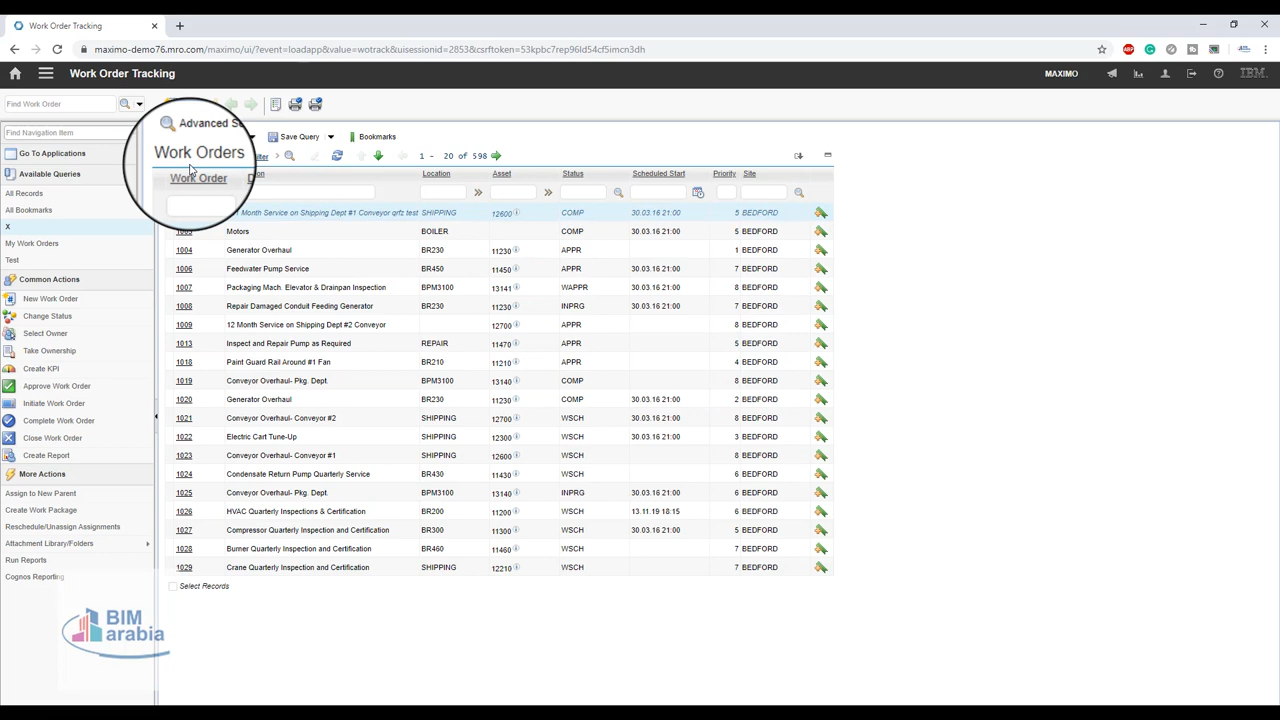 Work Order Tracking
maximo-demo76.mro.com/maximo/ui/?event=loadapp&value=wotrack&uisessionid=2853&csrftoken=53kpbc7rep96ld54cf5imcn3dh
Work Order Tracking
MAXIMO
IBM
Find Work Order
Find Navigation Item
Go To Applications
Available Queries
All Records
All Bookmarks
X
My Work Orders
Test
Common Actions
New Work Order
Change Status
Select Owner
Take Ownership
Create KPI
Approve Work Order
Initiate Work Order
Complete Work Order
Close Work Order
Create Report
More Actions
Assign to New Parent
Create Work Package
Reschedule/Unassign Assignments
Attachment Library/Folders
Run Reports
Cognos Reporting
Advanced Save Query Bookmarks
Work Orders 1 - 20 of 598
Work Order Location Asset Status Scheduled Start Priority Site
Month Service on Shipping Dept #1 Conveyor qrfz test SHIPPING 12600 COMP 30.03.16 21:00 5 BEDFORD
Motors BOILER COMP 30.03.16 21:00 5 BEDFORD
1004 Generator Overhaul BR230 11230 APPR 1 BEDFORD
1006 Feedwater Pump Service BR450 11450 APPR 30.03.16 21:00 7 BEDFORD
1007 Packaging Mach. Elevator & Drainpan Inspection BPM3100 13141 WAPPR 30.03.16 21:00 8 BEDFORD
1008 Repair Damaged Conduit Feeding Generator BR230 11230 INPRG 30.03.16 21:00 7 BEDFORD
1009 12 Month Service on Shipping Dept #2 Conveyor 12700 APPR 8 BEDFORD
1013 Inspect and Repair Pump as Required REPAIR 11470 APPR 5 BEDFORD
1018 Paint Guard Rail Around #1 Fan BR210 11210 APPR 4 BEDFORD
1019 Conveyor Overhaul- Pkg. Dept. BPM3100 13140 COMP 8 BEDFORD
1020 Generator Overhaul BR230 11230 COMP 30.03.16 21:00 2 BEDFORD
1021 Conveyor Overhaul- Conveyor #2 SHIPPING 12700 WSCH 30.03.16 21:00 8 BEDFORD
1022 Electric Cart Tune-Up SHIPPING 12300 WSCH 30.03.16 21:00 3 BEDFORD
1023 Conveyor Overhaul- Conveyor #1 SHIPPING 12600 WSCH 8 BEDFORD
1024 Condensate Return Pump Quarterly Service BR430 11430 WSCH 6 BEDFORD
1025 Conveyor Overhaul- Pkg. Dept. BPM3100 13140 INPRG 30.03.16 21:00 6 BEDFORD
1026 HVAC Quarterly Inspections & Certification BR200 11200 WSCH 13.11.19 18:15 6 BEDFORD
1027 Compressor Quarterly Inspection and Certification BR300 11300 WSCH 30.03.16 21:00 5 BEDFORD
1028 Burner Quarterly Inspection and Certification BR460 11460 WSCH 7 BEDFORD
1029 Crane Quarterly Inspection and Certification SHIPPING 12210 WSCH 7 BEDFORD
Select Records
BIM
arabia